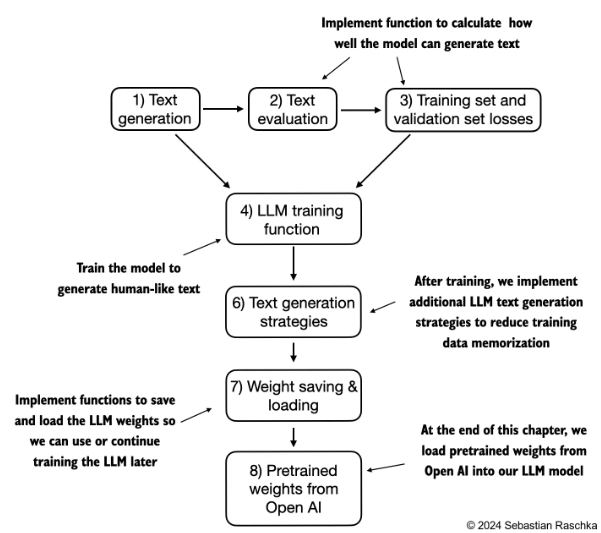 Implement function to calculate how
well the model can generate text
1) Text
generation
2) Text
evaluation
3) Training set and
validation set losses
4) LLM training
function
Train the model to
generate human-like text
6) Text generation
strategies
After training, we implement
additional LLM text generation
strategies to reduce training
data memorization
7) Weight saving &
loading
Implement functions to save
and load the LLM weights so
we can use or continue
training the LLM later
8) Pretrained
weights from
Open AI
At the end of this chapter, we
load pretrained weights from
Open AI into our LLM model
© 2024 Sebastian Raschka